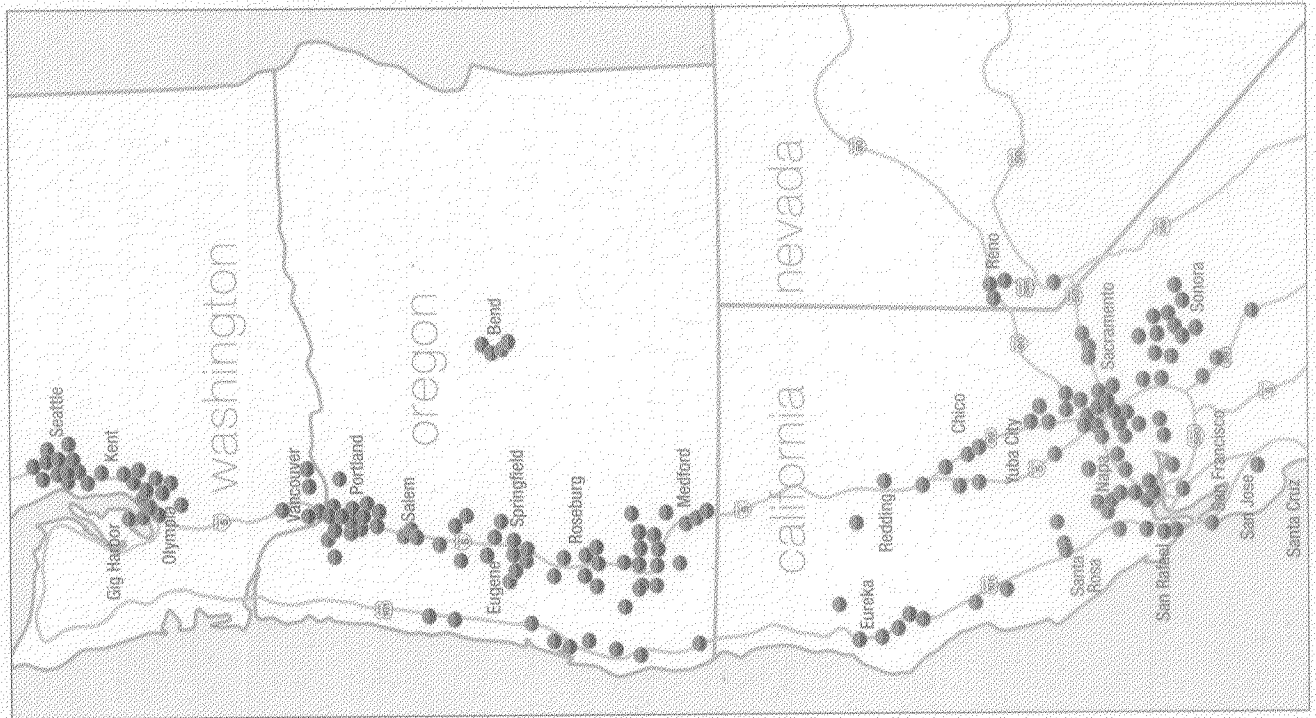 Seattle
Kent
Gig Harbor
Olympia
washington
Vancouver
Portland
Salem
oregon
Bend
Eugene
Springfield
Roseburg
Medford
california
nevada
Redding
Eureka
Chico
Yuba City
Reno
Sacramento
Napa
Santa
Rosa
San Rafael
Sonora
San Francisco
San Jose
Santa Cruz